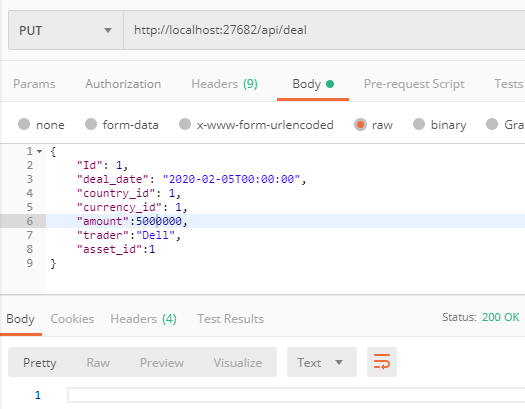 PUT http://localhost:27682/api/deal
Params Authorization Headers (9) Body Pre-request Script Tests
none form-data x-www-form-urlencoded raw binary Gra
1 {
2 "Id": 1,
3 "deal_date": "2020-02-05T00:00:00",
4 "country_id": 1,
5 "currency_id": 1,
6 "amount":5000000,
7 "trader":"Dell",
8 "asset_id":1
9 }
Body Cookies Headers (4) Test Results Status: 200 OK
Pretty Raw Preview Visualize Text
1